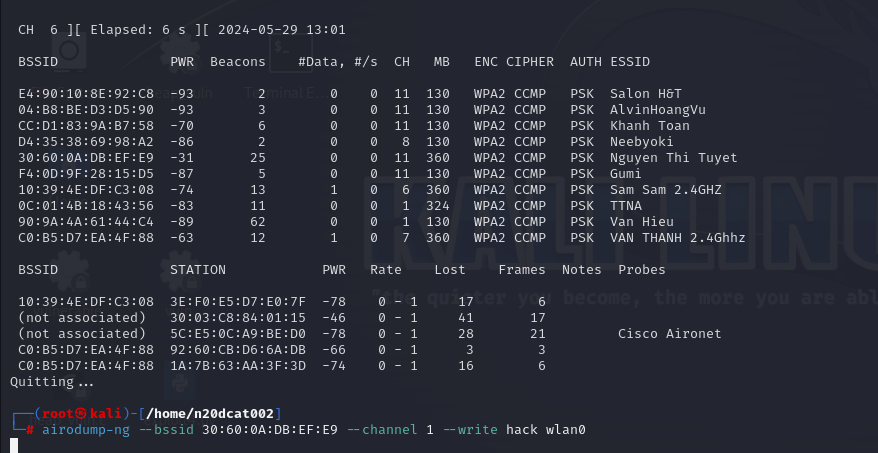 CH  6 ][ Elapsed: 6 s ][ 2024-05-29 13:01
BSSID              PWR  Beacons    #Data, #/s  CH   MB   ENC CIPHER  AUTH ESSID
E4:90:10:8E:92:C8  -93        2        0    0  11  130   WPA2 CCMP   PSK  Salon H&T
04:B8:BE:D3:D5:90  -93        3        0    0  11  130   WPA2 CCMP   PSK  AlvinHoangVu
CC:D1:83:9A:B7:58  -70        6        0    0  11  130   WPA2 CCMP   PSK  Khanh Toan
D4:35:38:69:98:A2  -86        2        0    0   8  130   WPA2 CCMP   PSK  Neebyoki
30:60:0A:DB:EF:E9  -31       25        0    0  11  360   WPA2 CCMP   PSK  Nguyen Thi Tuyet
F4:0D:9F:28:15:D5  -87        5        0    0  11  130   WPA2 CCMP   PSK  Gumi
10:39:4E:DF:C3:08  -74       13        1    0   6  360   WPA2 CCMP   PSK  Sam Sam 2.4GHZ
0C:01:4B:18:43:56  -83       11        0    0   1  324   WPA2 CCMP   PSK  TTNA
90:9A:4A:61:44:C4  -89       62        0    0   1  130   WPA2 CCMP   PSK  Van Hieu
C0:B5:D7:EA:4F:88  -63       12        1    0   7  360   WPA2 CCMP   PSK  VAN THANH 2.4Ghhz
BSSID              STATION            PWR   Rate    Lost    Frames  Notes  Probes
10:39:4E:DF:C3:08  3E:F0:E5:D7:E0:7F  -78    0 - 1     17        6
(not associated)   30:03:C8:84:01:15  -46    0 - 1     41       17
(not associated)   5C:E5:0C:A9:BE:D0  -78    0 - 1     28       21         Cisco Aironet
C0:B5:D7:EA:4F:88  92:60:CB:D6:6A:DB  -66    0 - 1      3        3
C0:B5:D7:EA:4F:88  1A:7B:63:AA:3F:3D  -74    0 - 1     16        6
Quitting...
KALI LINU
"the quieter you become, the more you are abl
┌──(root㉿kali)-[/home/n20dcat002]
└─# airodump-ng --bssid 30:60:0A:DB:EF:E9 --channel 1 --write hack wlan0